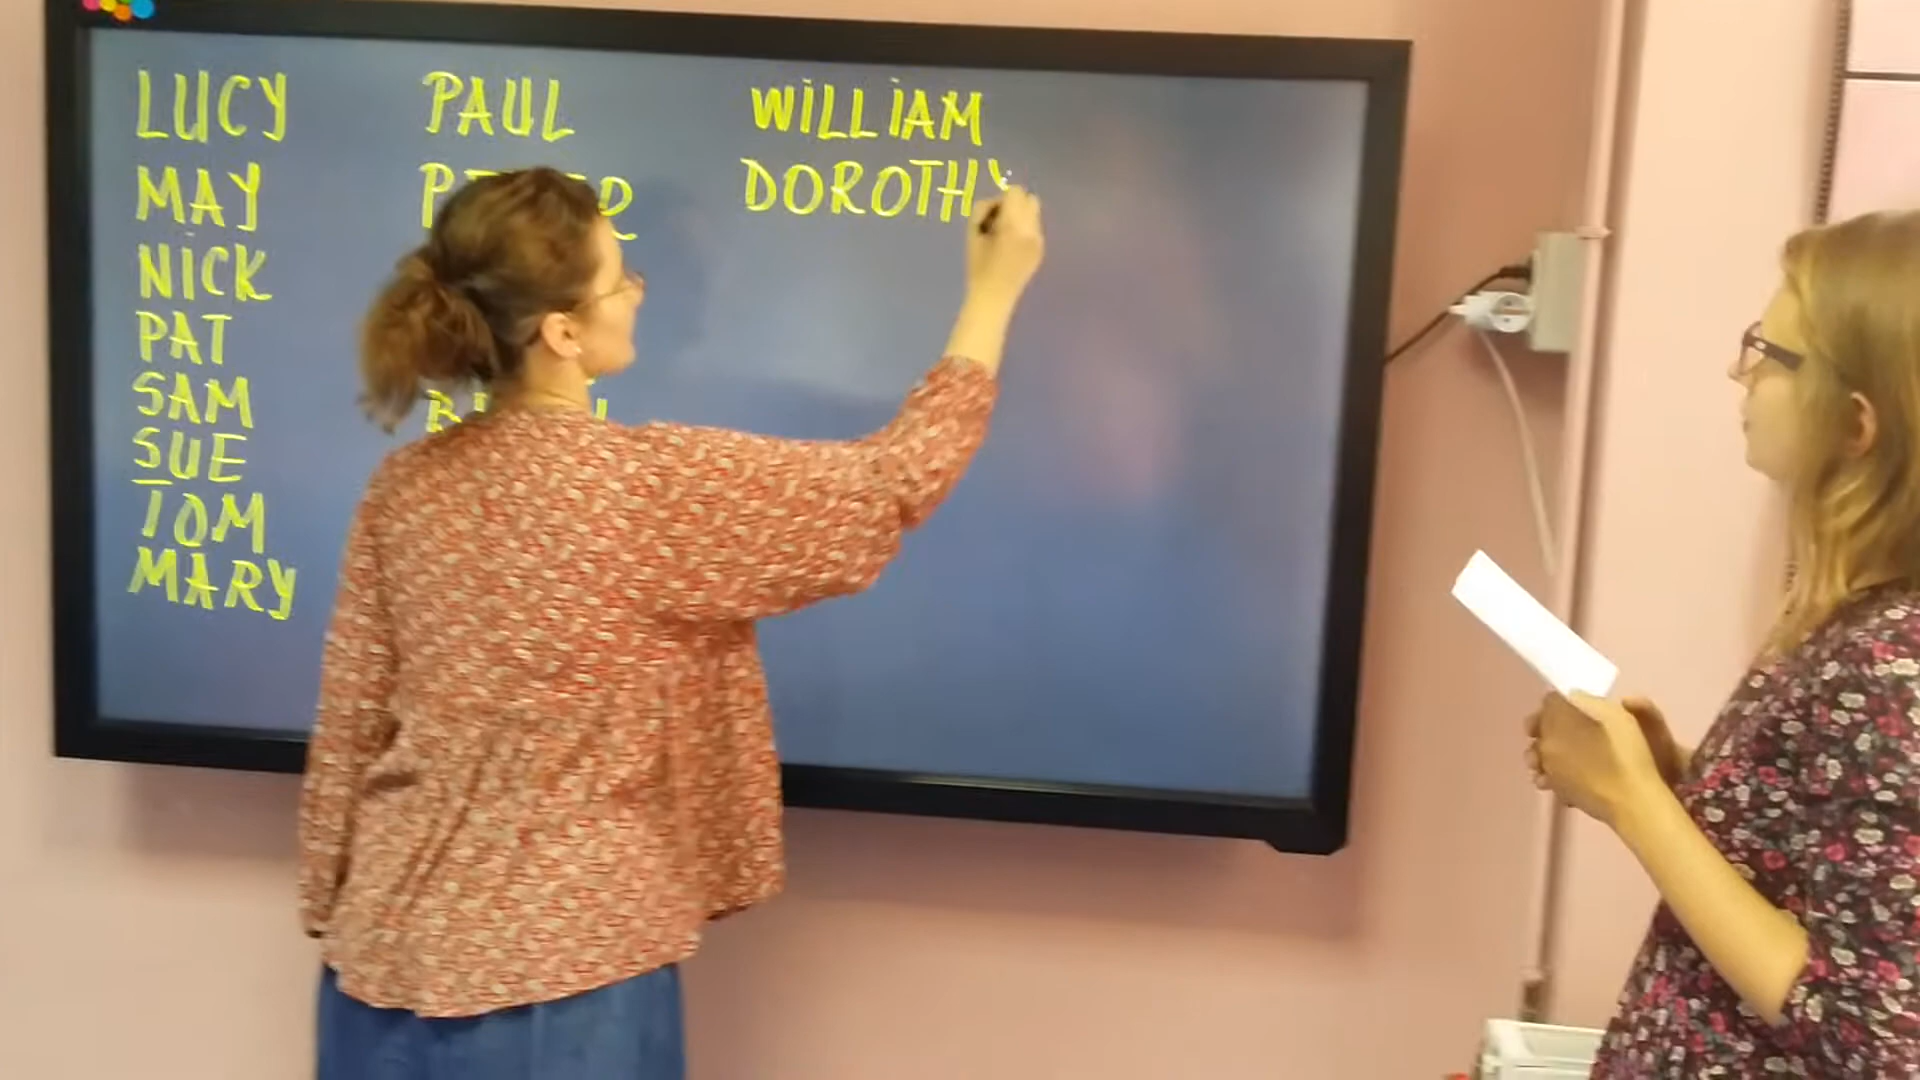 LUCY
MAY
NICK
PAT
SAM
SUE
TOM
MARY
PAUL
WILLIAM
DOROTHY